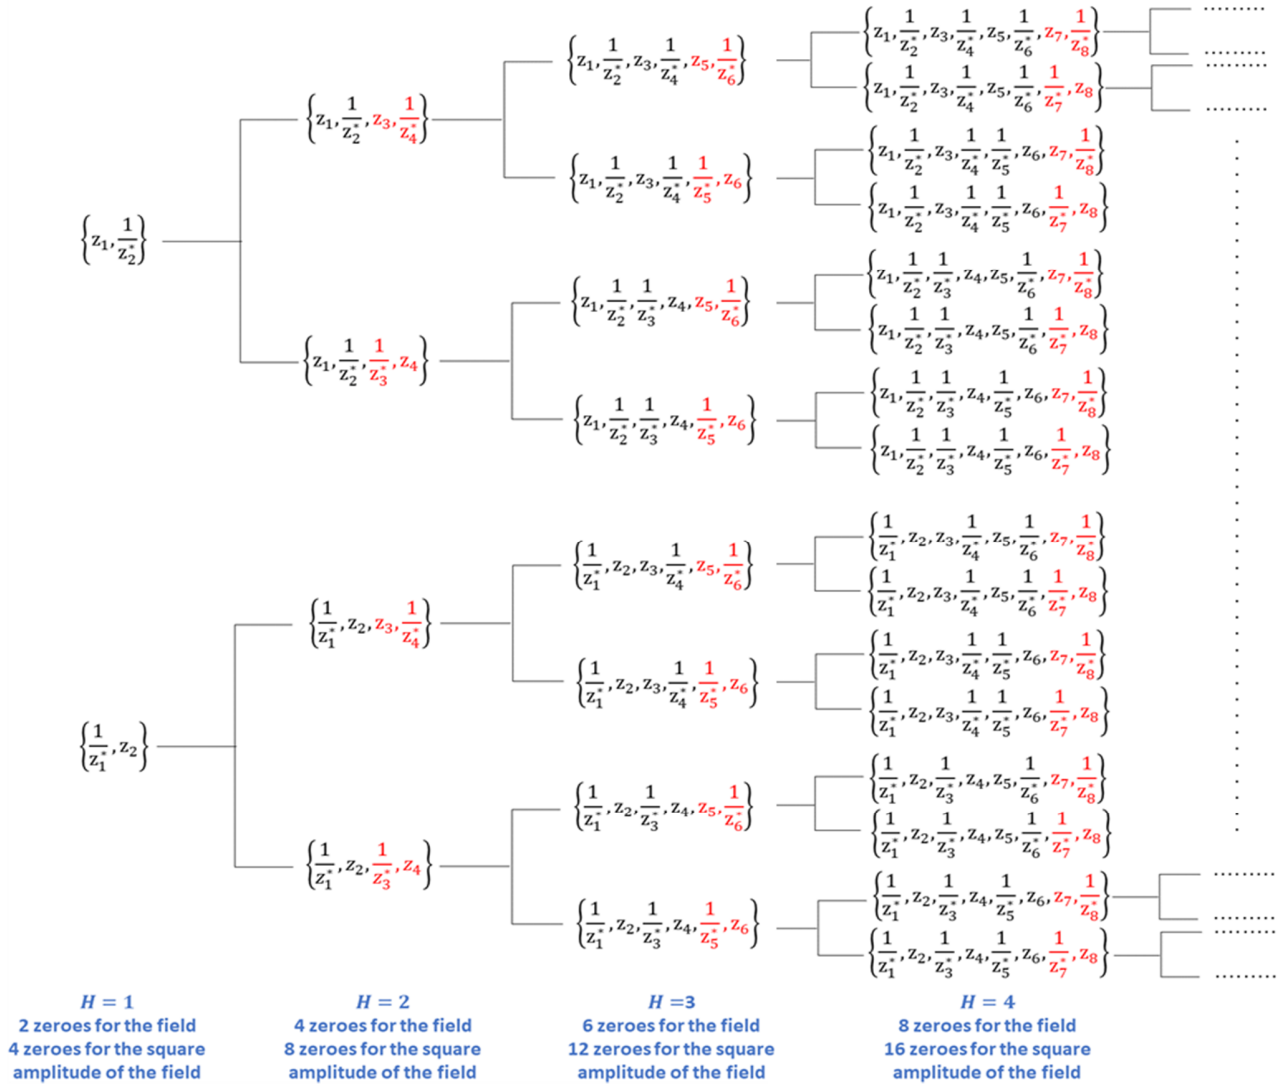 {z₁, 1/z₂*}
{1/z₁*, z₂}
{z₁, 1/z₂*, z₃, 1/z₄*}
{z₁, 1/z₂*, 1/z₃*, z₄}
{1/z₁*, z₂, z₃, 1/z₄*}
{1/z₁*, z₂, 1/z₃*, z₄}
{z₁, 1/z₂*, z₃, 1/z₄*, z₅, 1/z₆*}
{z₁, 1/z₂*, z₃, 1/z₄*, 1/z₅*, z₆}
{z₁, 1/z₂*, 1/z₃*, z₄, z₅, 1/z₆*}
{z₁, 1/z₂*, 1/z₃*, z₄, 1/z₅*, z₆}
{1/z₁*, z₂, z₃, 1/z₄*, z₅, 1/z₆*}
{1/z₁*, z₂, z₃, 1/z₄*, 1/z₅*, z₆}
{1/z₁*, z₂, 1/z₃*, z₄, z₅, 1/z₆*}
{1/z₁*, z₂, 1/z₃*, z₄, 1/z₅*, z₆}
{z₁, 1/z₂*, z₃, 1/z₄*, z₅, 1/z₆*, z₇, 1/z₈*}
{z₁, 1/z₂*, z₃, 1/z₄*, z₅, 1/z₆*, 1/z₇*, z₈}
{z₁, 1/z₂*, z₃, 1/z₄*, 1/z₅*, z₆, z₇, 1/z₈*}
{z₁, 1/z₂*, z₃, 1/z₄*, 1/z₅*, z₆, 1/z₇*, z₈}
{z₁, 1/z₂*, 1/z₃*, z₄, z₅, 1/z₆*, z₇, 1/z₈*}
{z₁, 1/z₂*, 1/z₃*, z₄, z₅, 1/z₆*, 1/z₇*, z₈}
{z₁, 1/z₂*, 1/z₃*, z₄, 1/z₅*, z₆, z₇, 1/z₈*}
{z₁, 1/z₂*, 1/z₃*, z₄, 1/z₅*, z₆, 1/z₇*, z₈}
{1/z₁*, z₂, z₃, 1/z₄*, z₅, 1/z₆*, z₇, 1/z₈*}
{1/z₁*, z₂, z₃, 1/z₄*, z₅, 1/z₆*, 1/z₇*, z₈}
{1/z₁*, z₂, z₃, 1/z₄*, 1/z₅*, z₆, z₇, 1/z₈*}
{1/z₁*, z₂, z₃, 1/z₄*, 1/z₅*, z₆, 1/z₇*, z₈}
{1/z₁*, z₂, 1/z₃*, z₄, z₅, 1/z₆*, z₇, 1/z₈*}
{1/z₁*, z₂, 1/z₃*, z₄, z₅, 1/z₆*, 1/z₇*, z₈}
{1/z₁*, z₂, 1/z₃*, z₄, 1/z₅*, z₆, z₇, 1/z₈*}
{1/z₁*, z₂, 1/z₃*, z₄, 1/z₅*, z₆, 1/z₇*, z₈}
H = 1
2 zeroes for the field
4 zeroes for the square
amplitude of the field
H = 2
4 zeroes for the field
8 zeroes for the square
amplitude of the field
H =3
6 zeroes for the field
12 zeroes for the square
amplitude of the field
H = 4
8 zeroes for the field
16 zeroes for the square
amplitude of the field